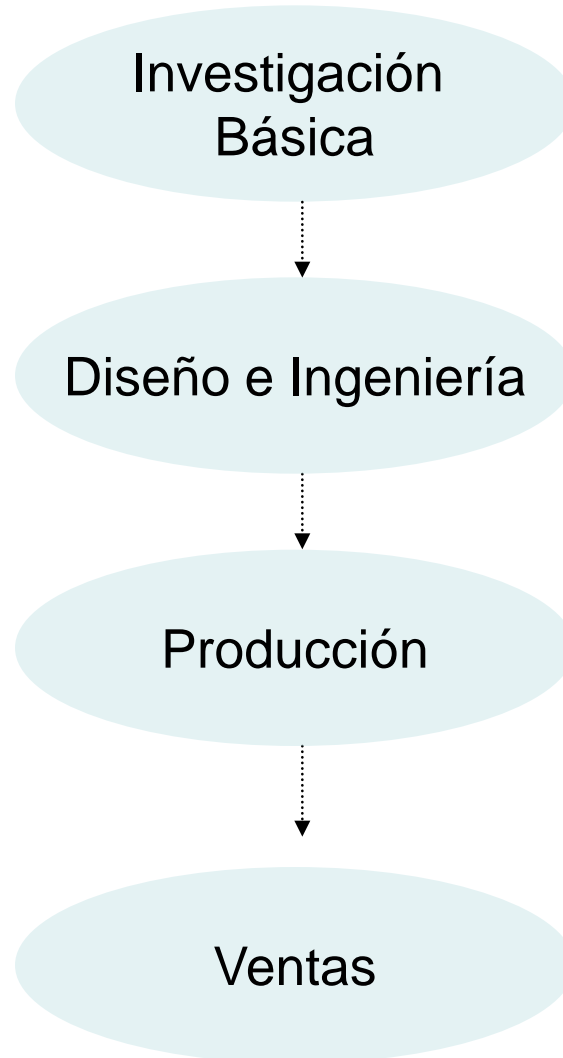 Investigación
Básica
Diseño e Ingeniería
Producción
Ventas